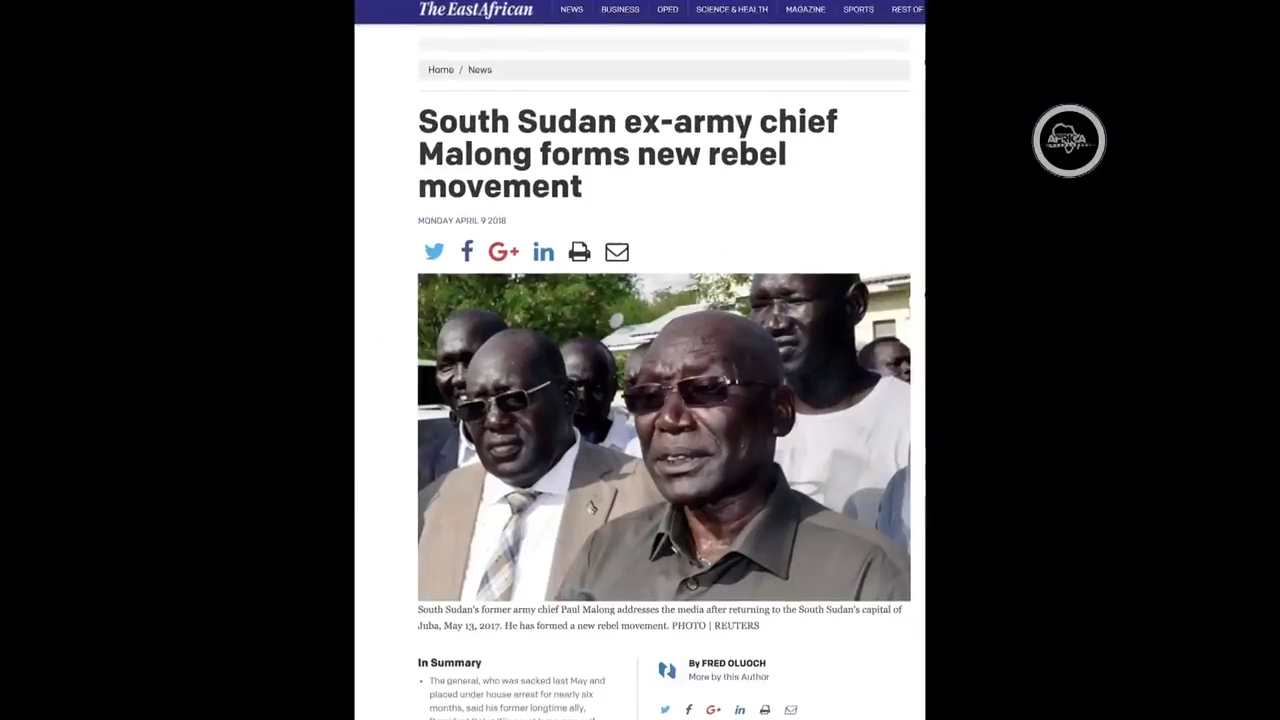 The EastAfrican NEWS BUSINESS OPED SCIENCE & HEALTH MAGAZINE SPORTS REST OF
Home / News
South Sudan ex-army chief
Malong forms new rebel
movement
MONDAY APRIL 9 2018
South Sudan's former army chief Paul Malong addresses the media after returning to the South Sudan's capital of
Juba, May 13, 2017. He has formed a new rebel movement. PHOTO | REUTERS
In Summary
• The general, who was sacked last May and
placed under house arrest for nearly six
months, said his former longtime ally,
By FRED OLUOCH
More by this Author
AFRICA